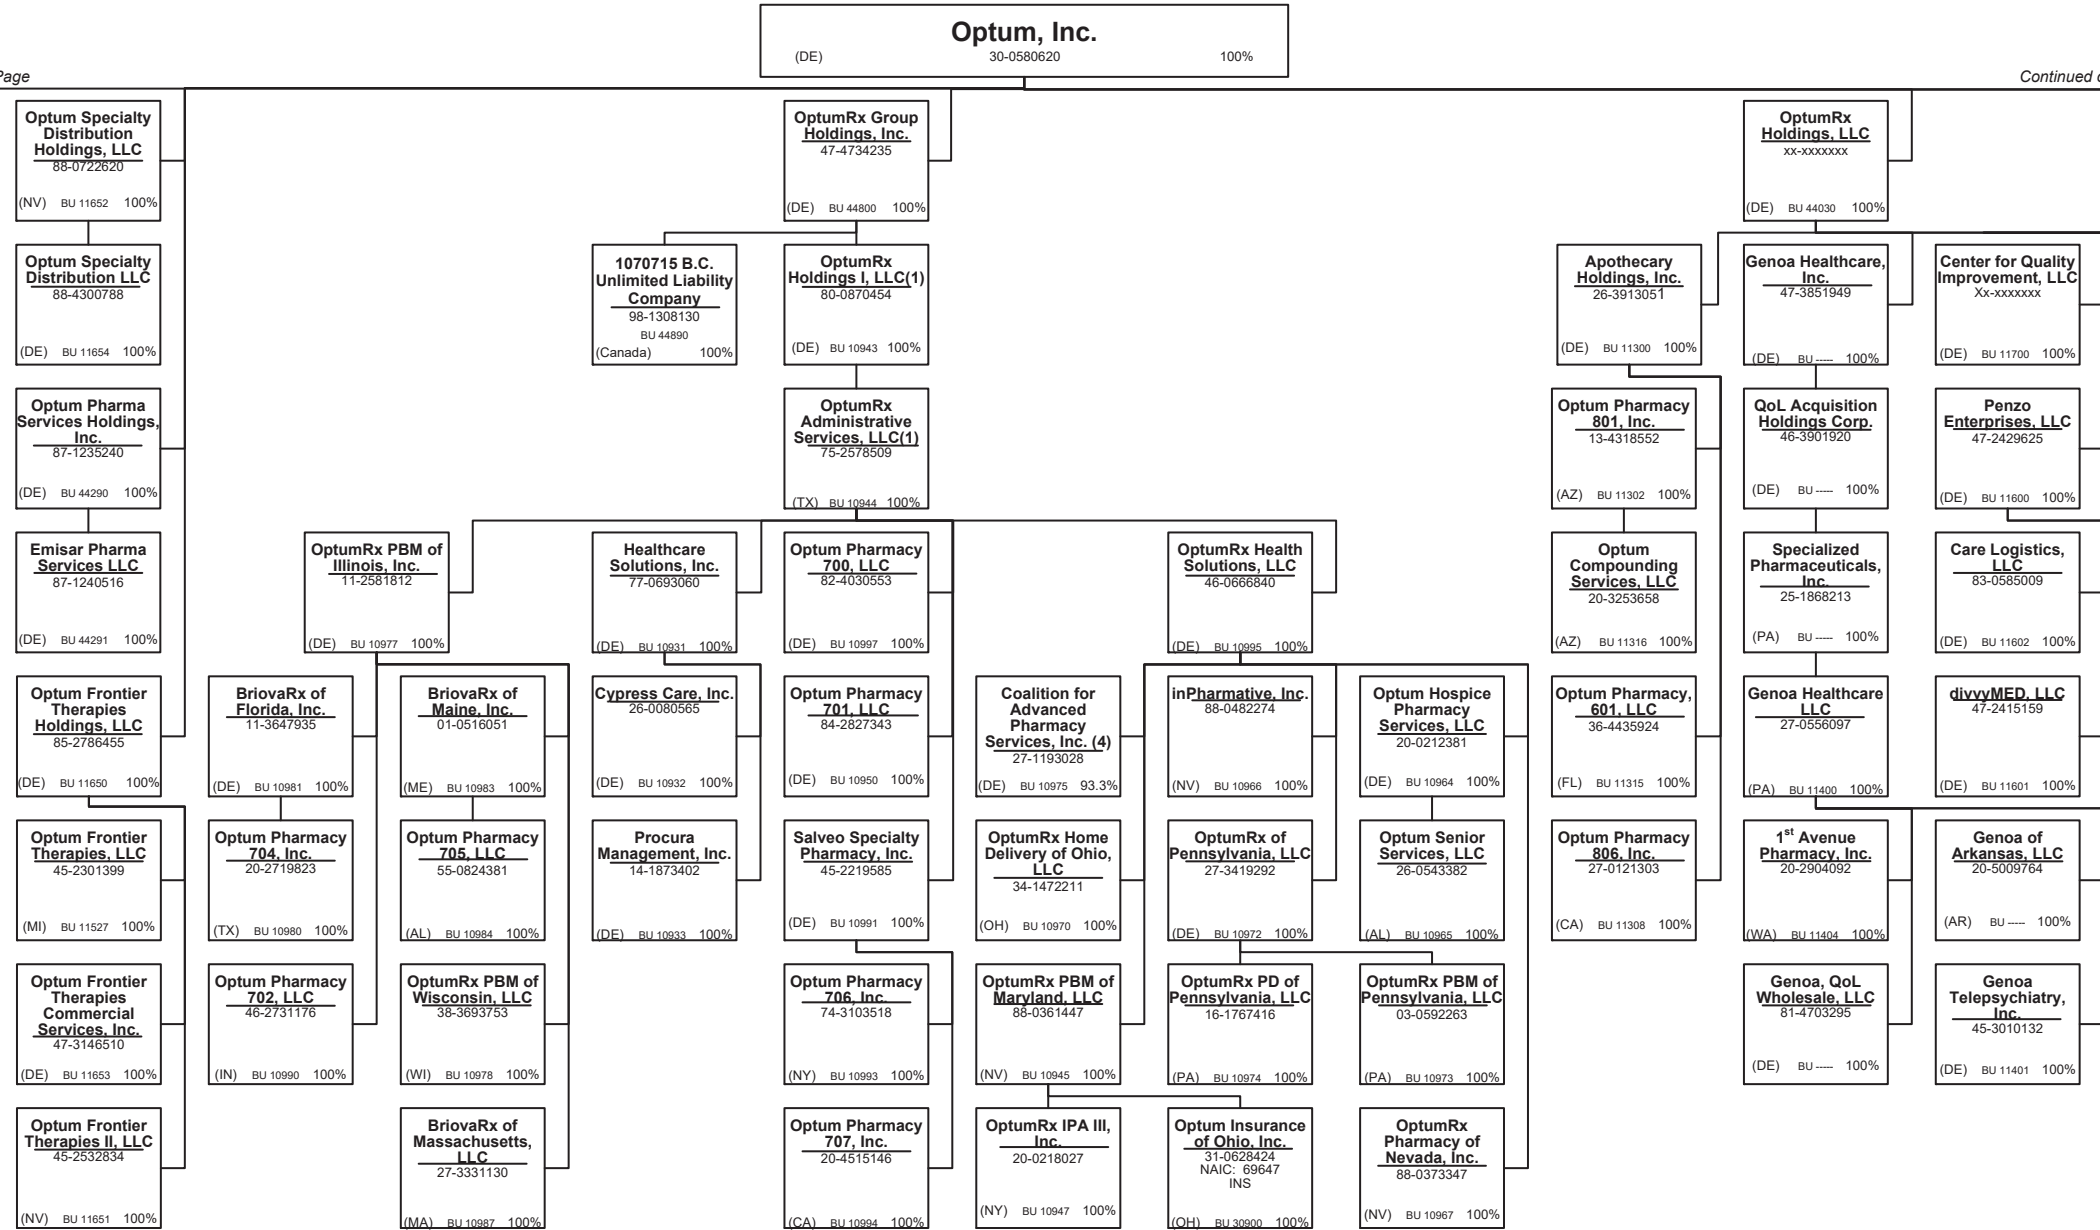 Optum, Inc.
(DE) 30-0580620 100%
Page
Continued o
Optum Specialty
Distribution
Holdings, LLC
88-0722620
(NV) BU 11652 100%
OptumRx Group
Holdings, Inc.
47-4734235
(DE) BU 44800 100%
OptumRx
Holdings, LLC
xx-xxxxxxx
(DE) BU 44030 100%
Optum Specialty
Distribution LLC
88-4300788
(DE) BU 11654 100%
1070715 B.C.
Unlimited Liability
Company
98-1308130
BU 44890
(Canada) 100%
OptumRx
Holdings I, LLC(1)
80-0870454
(DE) BU 10943 100%
Apothecary
Holdings, Inc.
26-3913051
(DE) BU 11300 100%
Genoa Healthcare,
Inc.
47-3851949
(DE) BU ----- 100%
Center for Quality
Improvement, LLC
Xx-xxxxxxx
(DE) BU 11700 100%
Optum Pharma
Services Holdings,
Inc.
87-1235240
(DE) BU 44290 100%
OptumRx
Administrative
Services, LLC(1)
75-2578509
(TX) BU 10944 100%
Optum Pharmacy
801, Inc.
13-4318552
(AZ) BU 11302 100%
QoL Acquisition
Holdings Corp.
46-3901920
(DE) BU ----- 100%
Penzo
Enterprises, LLC
47-2429625
(DE) BU 11600 100%
Emisar Pharma
Services LLC
87-1240516
(DE) BU 44291 100%
OptumRx PBM of
Illinois, Inc.
11-2581812
(DE) BU 10977 100%
Healthcare
Solutions, Inc.
77-0693060
(DE) BU 10931 100%
Optum Pharmacy
700, LLC
82-4030553
(DE) BU 10997 100%
OptumRx Health
Solutions, LLC
46-0666840
(DE) BU 10995 100%
Optum
Compounding
Services, LLC
20-3253658
(AZ) BU 11316 100%
Specialized
Pharmaceuticals,
Inc.
25-1868213
(PA) BU ----- 100%
Care Logistics,
LLC
83-0585009
(DE) BU 11602 100%
Optum Frontier
Therapies
Holdings, LLC
85-2786455
(DE) BU 11650 100%
BriovaRx of
Florida, Inc.
11-3647935
(DE) BU 10981 100%
BriovaRx of
Maine, Inc.
01-0516051
(ME) BU 10983 100%
Cypress Care, Inc.
26-0080565
(DE) BU 10932 100%
Optum Pharmacy
701, LLC
84-2827343
(DE) BU 10950 100%
Coalition for
Advanced
Pharmacy
Services, Inc. (4)
27-1193028
(DE) BU 10975 93.3%
inPharmative, Inc.
88-0482274
(NV) BU 10966 100%
Optum Hospice
Pharmacy
Services, LLC
20-0212381
(DE) BU 10964 100%
Optum Pharmacy,
601, LLC
36-4435924
(FL) BU 11315 100%
Genoa Healthcare
LLC
27-0556097
(PA) BU 11400 100%
divvyMED, LLC
47-2415159
(DE) BU 11601 100%
Optum Frontier
Therapies, LLC
45-2301399
(MI) BU 11527 100%
Optum Pharmacy
704, Inc.
20-2719823
(TX) BU 10980 100%
Optum Pharmacy
705, LLC
55-0824381
(AL) BU 10984 100%
Procura
Management, Inc.
14-1873402
(DE) BU 10933 100%
Salveo Specialty
Pharmacy, Inc.
45-2219585
(DE) BU 10991 100%
OptumRx Home
Delivery of Ohio,
LLC
34-1472211
(OH) BU 10970 100%
OptumRx of
Pennsylvania, LLC
27-3419292
(DE) BU 10972 100%
Optum Senior
Services, LLC
26-0543382
(AL) BU 10965 100%
Optum Pharmacy
806, Inc.
27-0121303
(CA) BU 11308 100%
1st Avenue
Pharmacy, Inc.
20-2904092
(WA) BU 11404 100%
Genoa of
Arkansas, LLC
20-5009764
(AR) BU ----- 100%
Optum Frontier
Therapies
Commercial
Services, Inc.
47-3146510
(DE) BU 11653 100%
Optum Pharmacy
702, LLC
46-2731176
(IN) BU 10990 100%
OptumRx PBM of
Wisconsin, LLC
38-3693753
(WI) BU 10978 100%
Optum Pharmacy
706, Inc.
74-3103518
(NY) BU 10993 100%
OptumRx PBM of
Maryland, LLC
88-0361447
(NV) BU 10945 100%
OptumRx PD of
Pennsylvania, LLC
16-1767416
(PA) BU 10974 100%
OptumRx PBM of
Pennsylvania, LLC
03-0592263
(PA) BU 10973 100%
Genoa, QoL
Wholesale, LLC
81-4703295
(DE) BU ----- 100%
Genoa
Telepsychiatry,
Inc.
45-3010132
(DE) BU 11401 100%
Optum Frontier
Therapies II, LLC
45-2532834
(NV) BU 11651 100%
BriovaRx of
Massachusetts,
LLC
27-3331130
(MA) BU 10987 100%
Optum Pharmacy
707, Inc.
20-4515146
(CA) BU 10994 100%
OptumRx IPA III,
Inc.
20-0218027
(NY) BU 10947 100%
Optum Insurance
of Ohio, Inc.
31-0628424
NAIC: 69647
INS
(OH) BU 30900 100%
OptumRx
Pharmacy of
Nevada, Inc.
88-0373347
(NV) BU 10967 100%